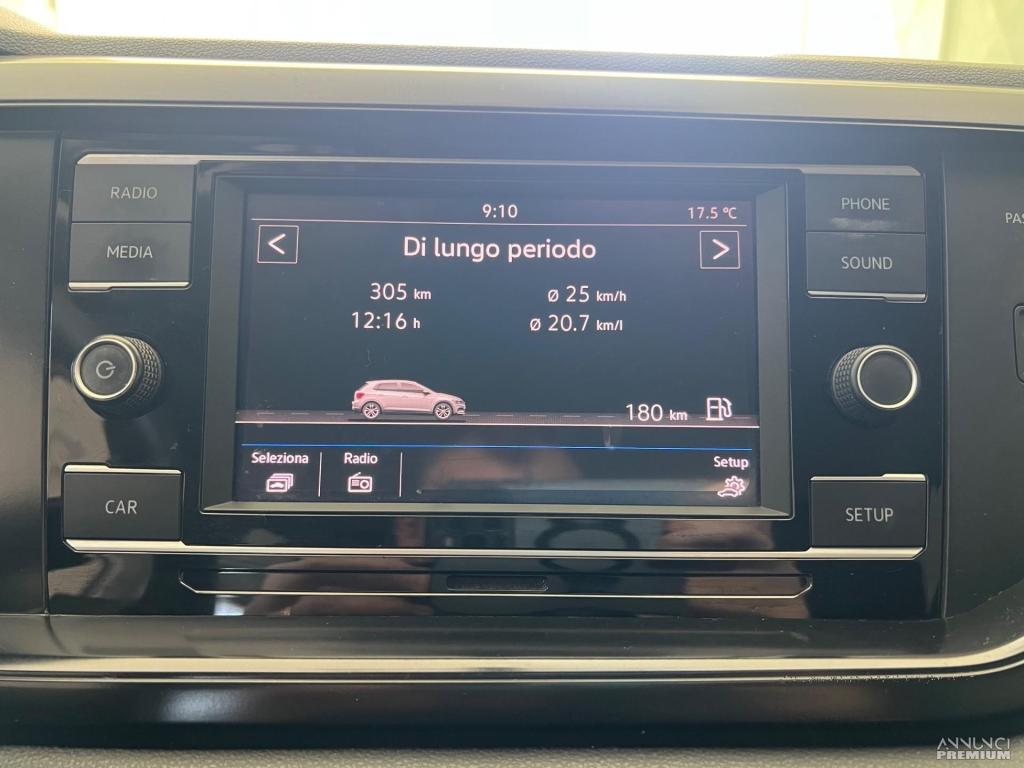 RADIO
MEDIA
CAR
9:10 17.5 °C
< Di lungo periodo >
305 km Ø 25 km/h
12:16 h Ø 20.7 km/l
180 km
Seleziona Radio Setup
PHONE
SOUND
SETUP
PAS
ANNUNCI
PREMIUM